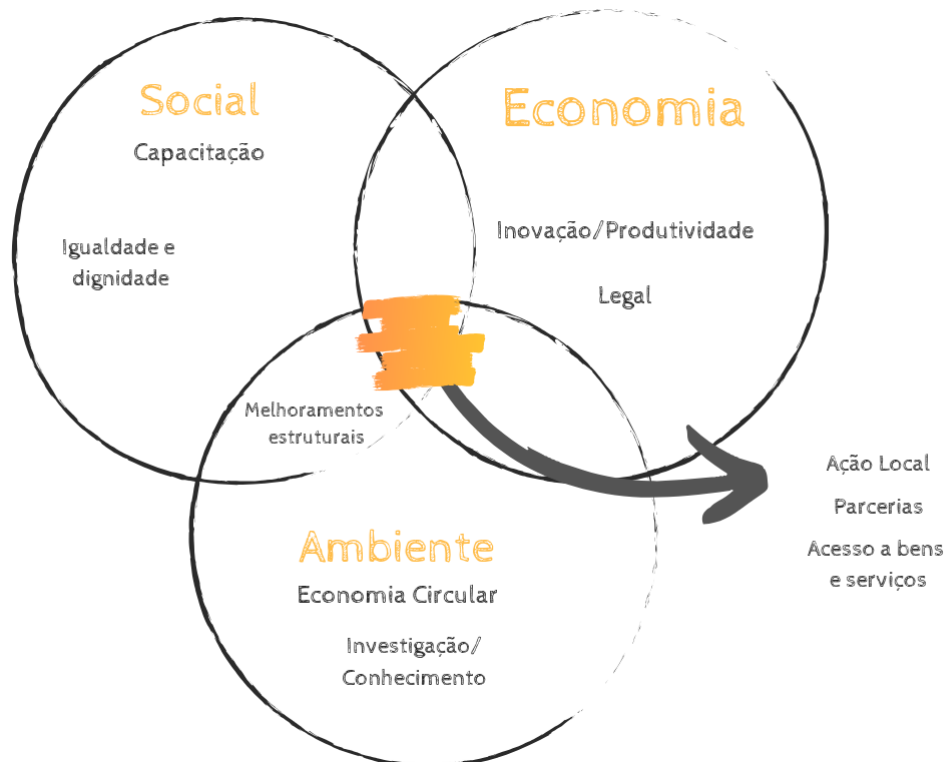 Social
Capacitação
Igualdade e
dignidade
Economia
Inovação/Produtividade
Legal
Melhoramentos
estruturais
Ambiente
Economia Circular
Investigação/
Conhecimento
Ação Local
Parcerias
Acesso a bens
e serviços